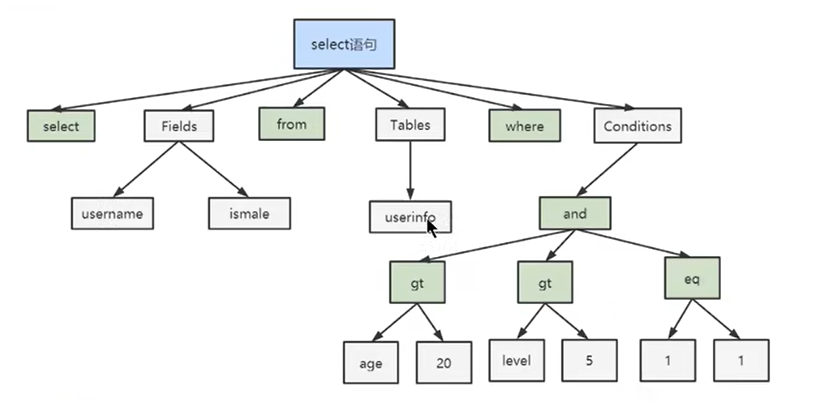 select语句
select
Fields
from
Tables
where
Conditions
username
ismale
userinfo
and
gt
gt
eq
age
20
level
5
1
1